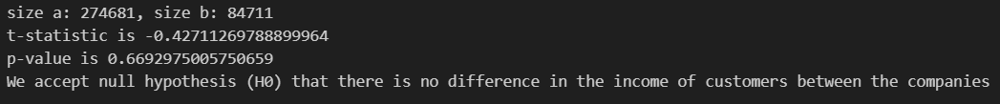 size a: 274681, size b: 84711
t-statistic is -0.42711269788899964
p-value is 0.6692975005750659
We accept null hypothesis (H0) that there is no difference in the income of customers between the companies